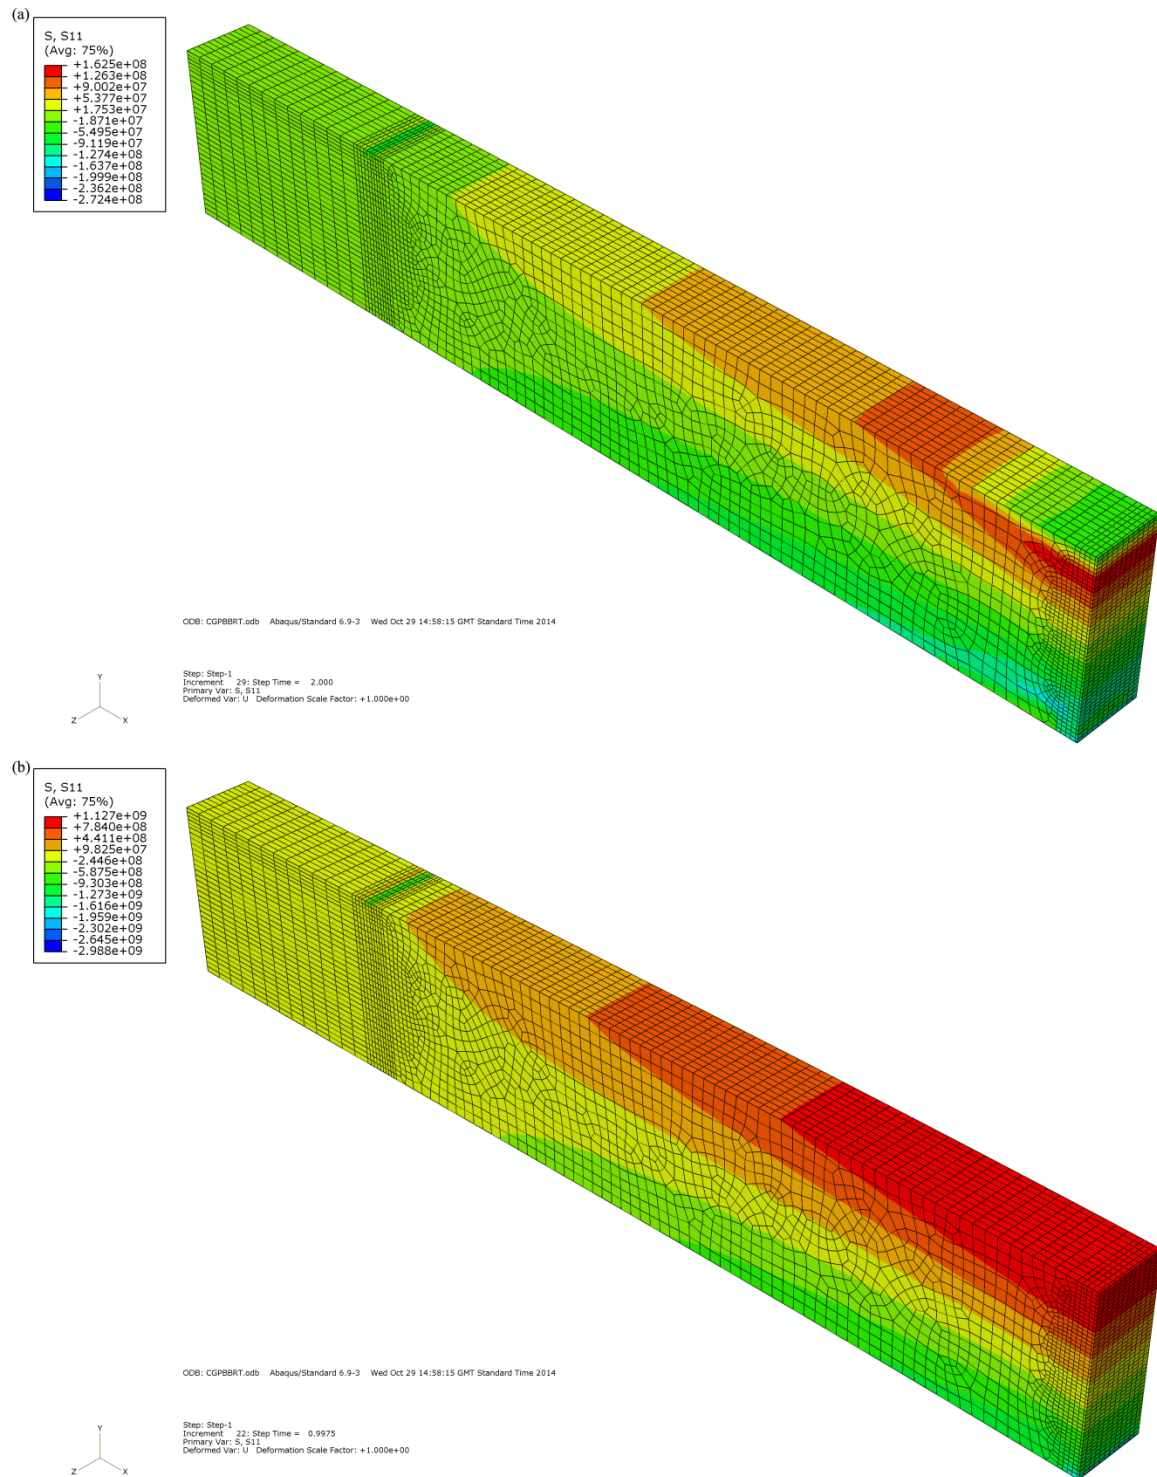 (a)
S, S11
(Avg: 75%)
+1.625e+08
+1.263e+08
+9.002e+07
+5.377e+07
+1.753e+07
-1.871e+07
-5.495e+07
-9.119e+07
-1.274e+08
-1.637e+08
-1.999e+08
-2.362e+08
-2.724e+08
ODB: CGPBBRT.odb Abaqus/Standard 6.9-3 Wed Oct 29 14:58:15 GMT Standard Time 2014
Step: Step-1
Increment 29: Step Time = 2.000
Primary Var: S, S11
Deformed Var: U Deformation Scale Factor: +1.000e+00
Y
Z X
(b)
S, S11
(Avg: 75%)
+1.127e+09
+7.840e+08
+4.411e+08
+9.825e+07
-2.446e+08
-5.875e+08
-9.303e+08
-1.273e+09
-1.616e+09
-1.959e+09
-2.302e+09
-2.645e+09
-2.988e+09
ODB: CGPBBRT.odb Abaqus/Standard 6.9-3 Wed Oct 29 14:58:15 GMT Standard Time 2014
Step: Step-1
Increment 22: Step Time = 0.9975
Primary Var: S, S11
Deformed Var: U Deformation Scale Factor: +1.000e+00
Y
Z X